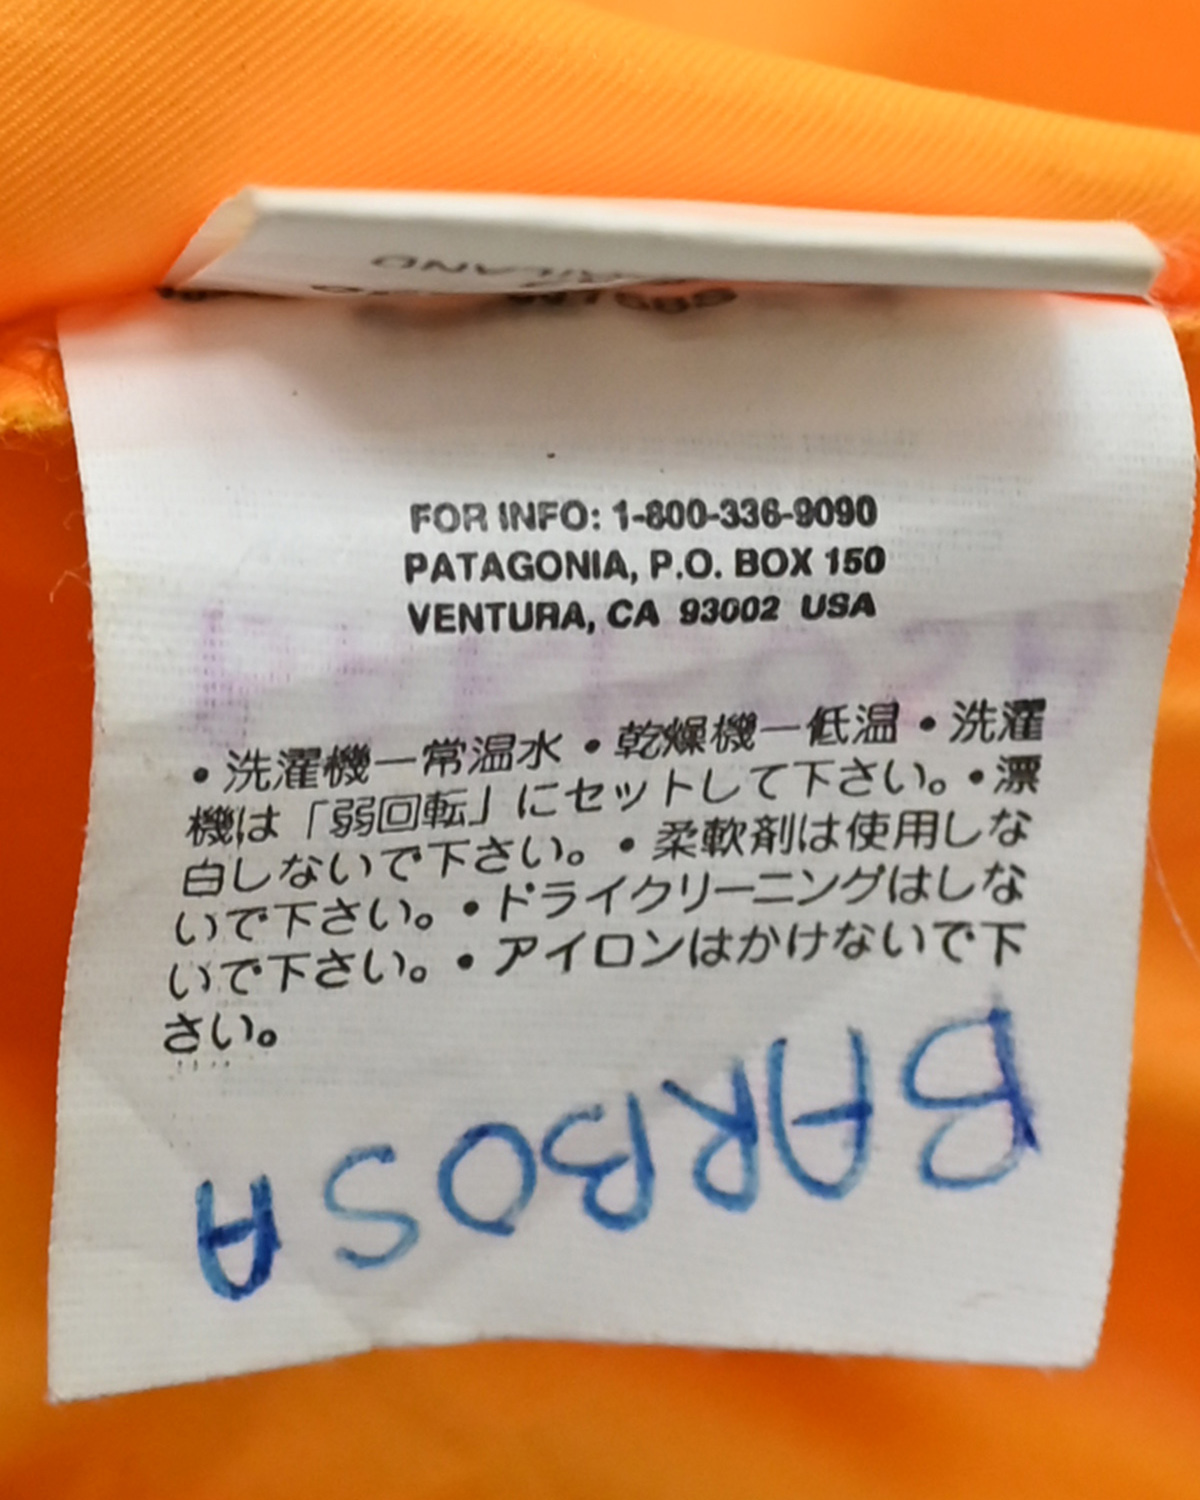 FOR INFO: 1-800-336-9090
PATAGONIA, P.O. BOX 150
VENTURA, CA 93002 USA
• 洗濯機—常温水 • 乾燥機—低温 • 洗濯
機は「弱回転」にセットして下さい。• 漂
白しないで下さい。• 柔軟剤は使用しな
いで下さい。• ドライクリーニングはしな
いで下さい。• アイロンはかけないで下
さい。
BARBOSA